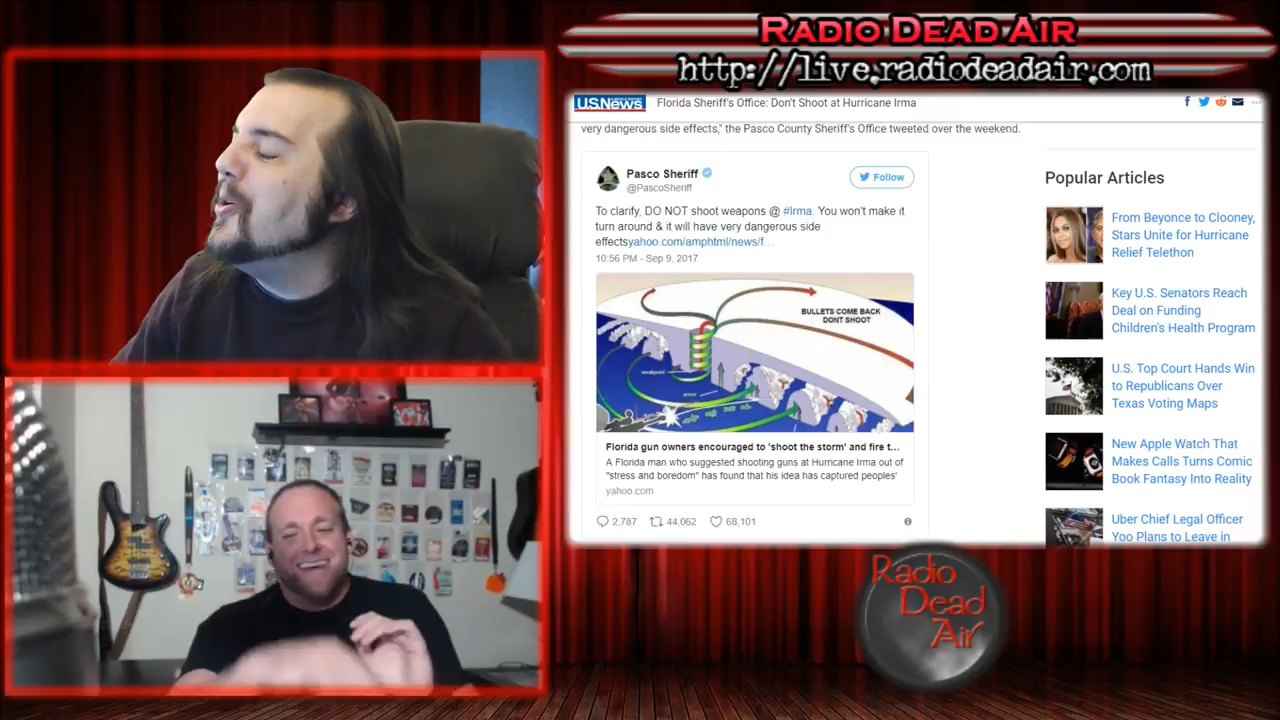 RADIO DEAD AIR
http://live.radiodeadair.com
U.S.News
Florida Sheriff's Office: Don't Shoot at Hurricane Irma
very dangerous side effects," the Pasco County Sheriff's Office tweeted over the weekend.
Pasco Sheriff
@PascoSheriff
Follow
To clarify, DO NOT shoot weapons @ #Irma. You won't make it
turn around & it will have very dangerous side
effectsyahoo.com/amphtml/news/f…
10:56 PM - Sep 9, 2017
BULLETS COME BACK
DONT SHOOT
Florida gun owners encouraged to 'shoot the storm' and fire t...
A Florida man who suggested shooting guns at Hurricane Irma out of
"stress and boredom" has found that his idea has captured peoples'
yahoo.com
2,787
44,062
68,101
Popular Articles
From Beyonce to Clooney,
Stars Unite for Hurricane
Relief Telethon
Key U.S. Senators Reach
Deal on Funding
Children's Health Program
U.S. Top Court Hands Win
to Republicans Over
Texas Voting Maps
New Apple Watch That
Makes Calls Turns Comic
Book Fantasy Into Reality
Uber Chief Legal Officer
Yoo Plans to Leave in
Radio
Dead
Air